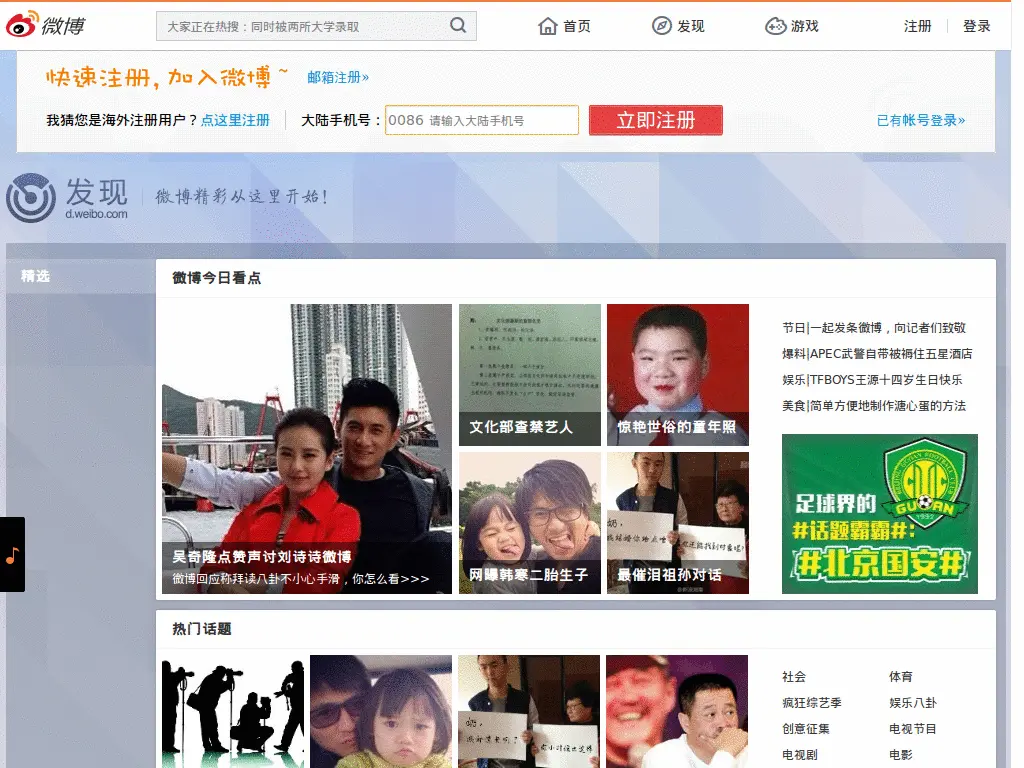 微博
大家正在热搜：同时被两所大学录取
首页
发现
游戏
注册
登录
快速注册，加入微博~
邮箱注册»
我猜您是海外注册用户？点这里注册
大陆手机号：
0086 请输入大陆手机号
立即注册
已有帐号登录»
发现
d.weibo.com
微博精彩从这里开始！
精选
微博今日看点
文化部查禁艺人
惊艳世俗的童年照
吴奇隆点赞声讨刘诗诗微博
微博回应称拜读八卦不小心手滑，你怎么看>>>
网曝韩寒二胎生子
最催泪祖孙对话
节日|一起发条微博，向记者们致敬
爆料|APEC武警自带被褥住五星酒店
娱乐|TFBOYS王源十四岁生日快乐
美食|简单方便地制作溏心蛋的方法
足球界的
#话题霸霸#：
#北京国安#
GUOAN
热门话题
社会
体育
疯狂综艺季
娱乐八卦
创意征集
电视节目
电视剧
电影